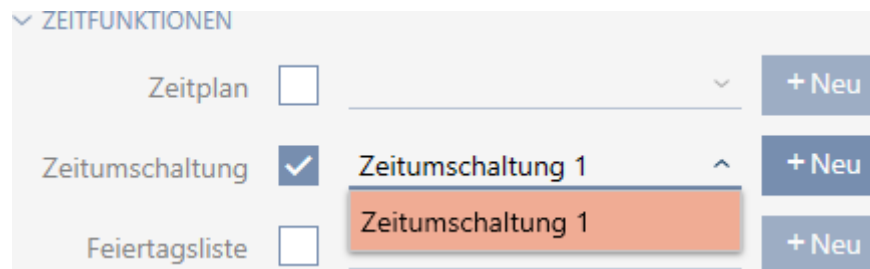 ZEITFUNKTIONEN
Zeitplan + Neu
Zeitumschaltung Zeitumschaltung 1 + Neu
Zeitumschaltung 1
Feiertagsliste + Neu